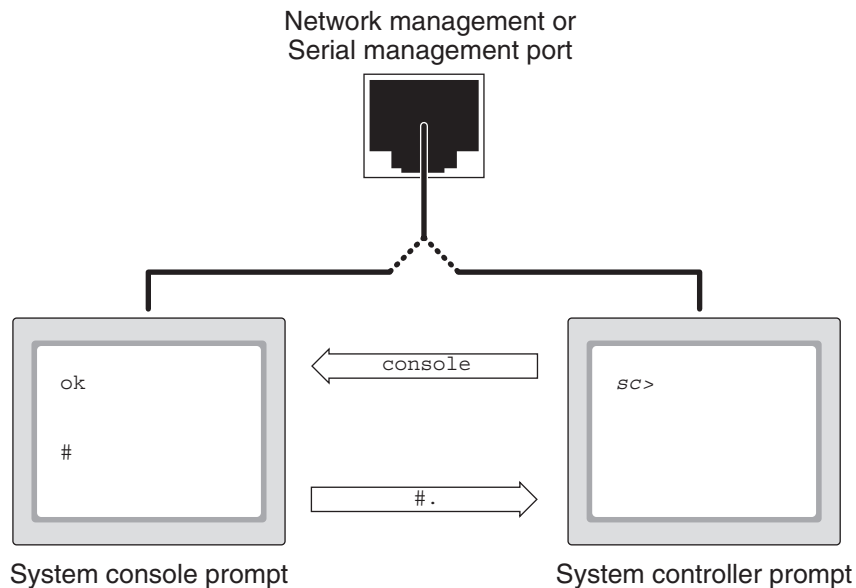 Network management or
Serial management port
console
ok
sc>
#
#.
System console prompt
System controller prompt